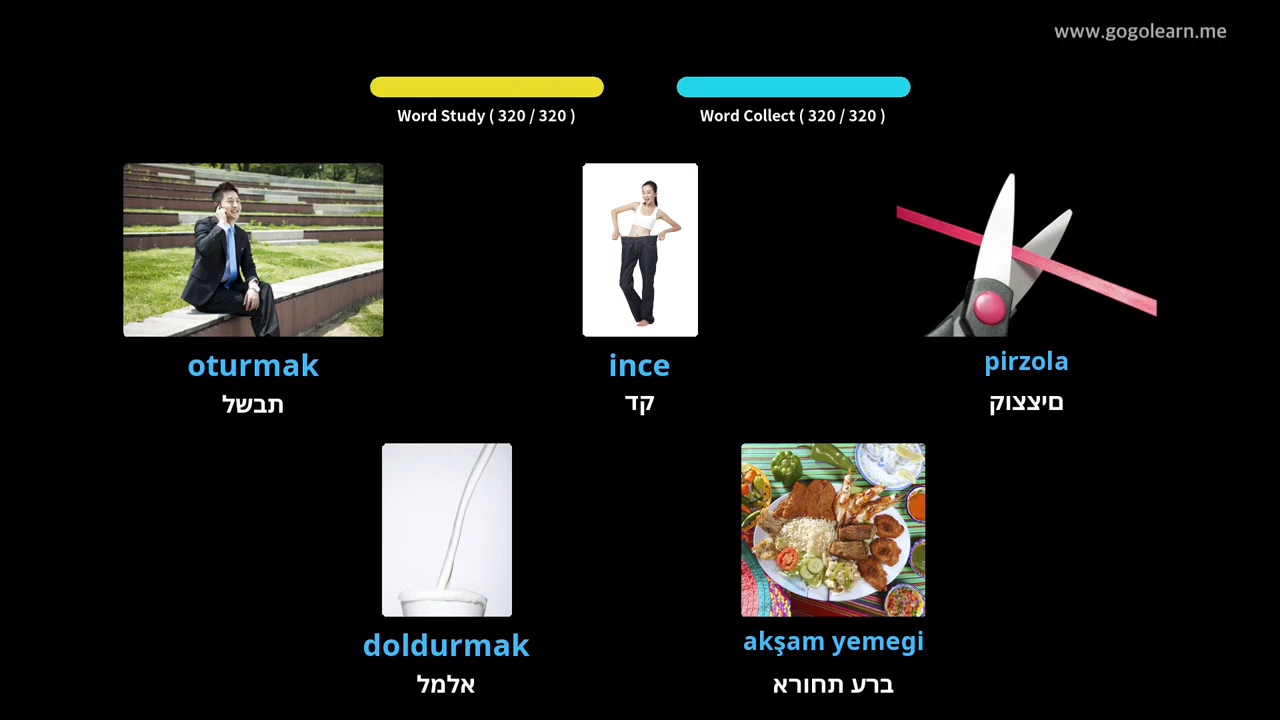 www.gogolearn.me
Word Study ( 320 / 320 )
Word Collect ( 320 / 320 )
oturmak
תבשל
ince
קד
pirzola
םיצצוק
doldurmak
אלמל
akşam yemegi
ברע תחורא